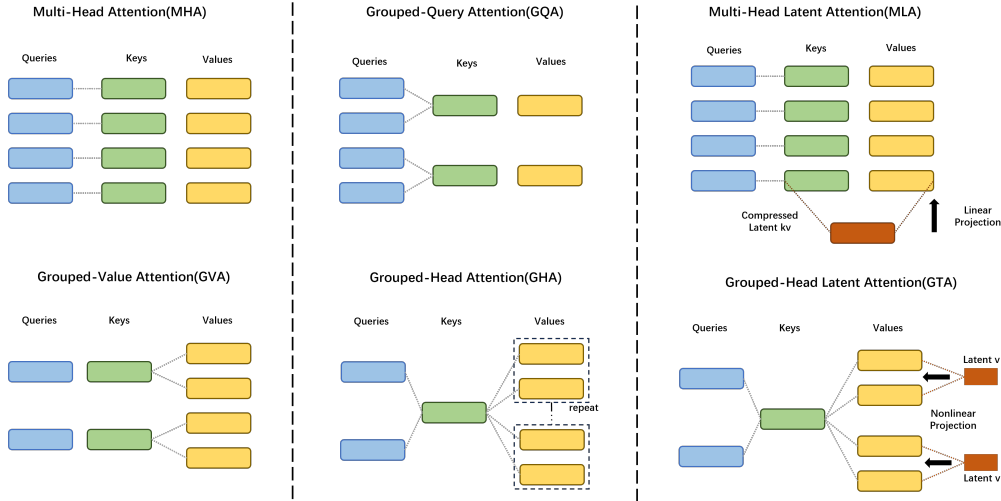 Multi-Head Attention(MHA)
Queries
Keys
Values
Grouped-Query Attention(GQA)
Queries
Keys
Values
Multi-Head Latent Attention(MLA)
Queries
Keys
Values
Compressed
Latent kv
Linear
Projection
Grouped-Value Attention(GVA)
Queries
Keys
Values
Grouped-Head Attention(GHA)
Queries
Keys
Values
repeat
Grouped-Head Latent Attention(GTA)
Queries
Keys
Values
Latent v
Nonlinear
Projection
Latent v